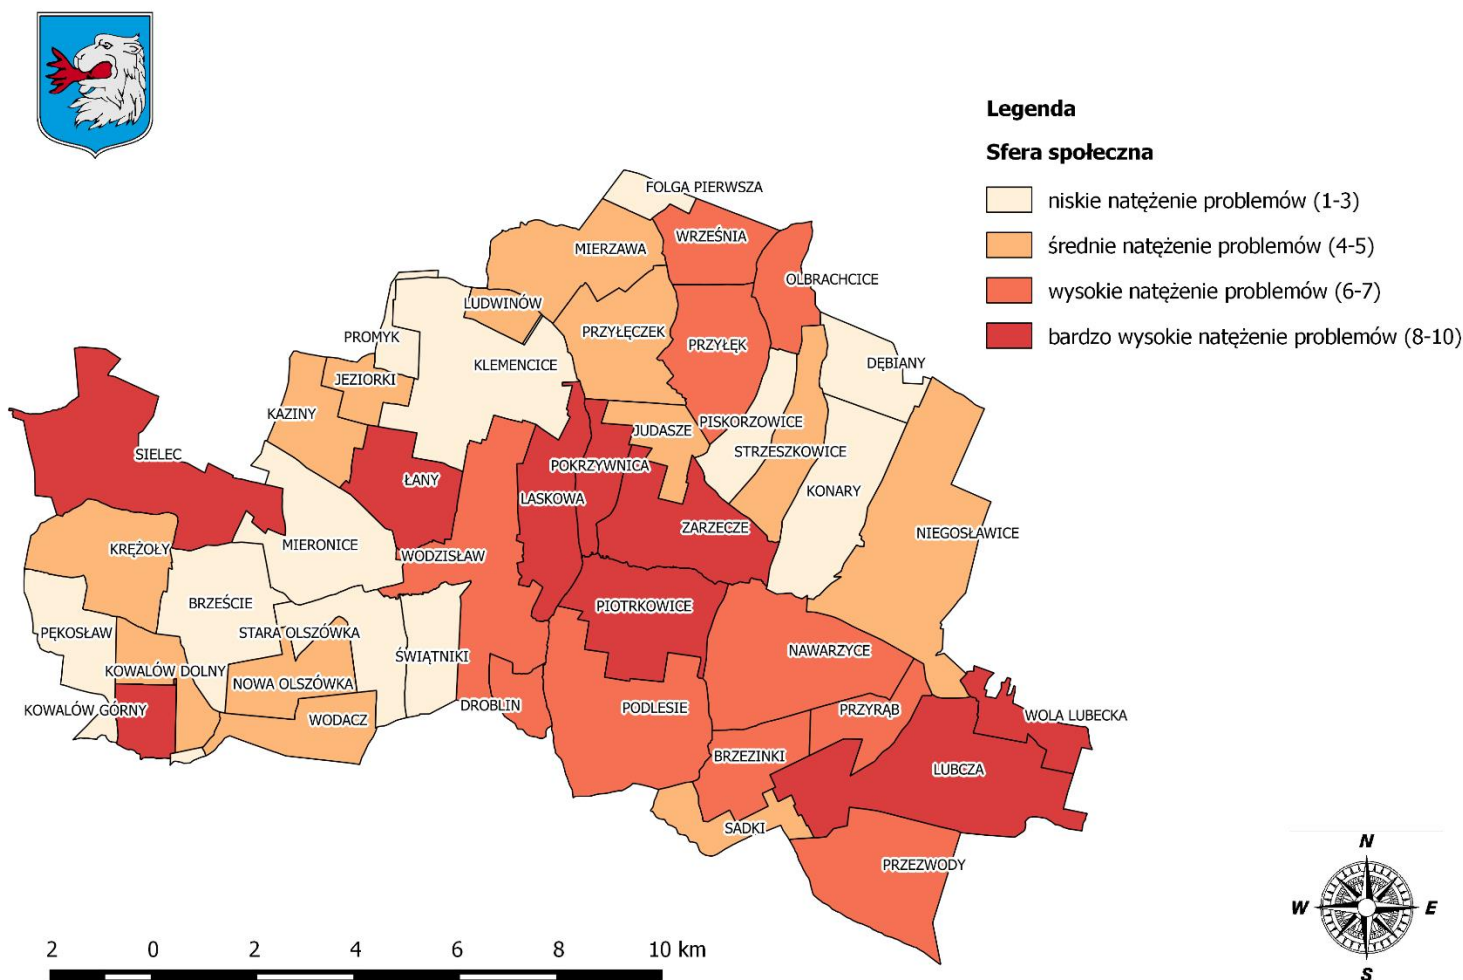 Legenda
Sfera społeczna
niskie natężenie problemów (1-3)
średnie natężenie problemów (4-5)
wysokie natężenie problemów (6-7)
bardzo wysokie natężenie problemów (8-10)
FOLGA PIERWSZA
WRZEŚNIA
MIERZAWA
OLBRACHCICE
LUDWINÓW
PRZYŁĘCZEK
PROMYK
PRZYŁĘK
KLEMENCICE
DĘBIANY
JEZIORKI
KAZINY
PISKORZOWICE
JUDASZE
STRZESZKOWICE
SIELEC
POKRZYWNICA
ŁANY
KONARY
LASKOWA
ZARZECZE
NIEGOSŁAWICE
KRĘŻOŁY
MIERONICE
WODZISŁAW
BRZEŚCIE
PIOTRKOWICE
PĘKOSŁAW
STARA OLSZÓWKA
NAWARZYCE
ŚWIĄTNIKI
KOWALÓW DOLNY
NOWA OLSZÓWKA
DROBLIN
PODLESIE
KOWALÓW GÓRNY
PRZYRĄB
WOLA LUBECKA
WODACZ
BRZEZINKI
LUBCZA
SADKI
PRZEZWODY
N
W
E
S
2 0 2 4 6 8 10 km